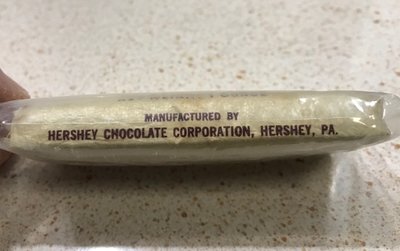 MANUFACTURED BY
HERSHEY CHOCOLATE CORPORATION, HERSHEY, PA.